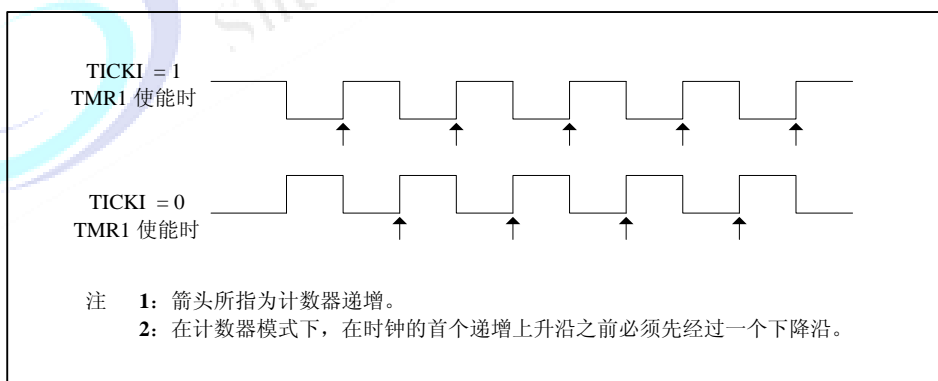 TICKI = 1
TMR1 使能时
TICKI = 0
TMR1 使能时
注 1：箭头所指为计数器递增。
2：在计数器模式下，在时钟的首个递增上升沿之前必须先经过一个下降沿。